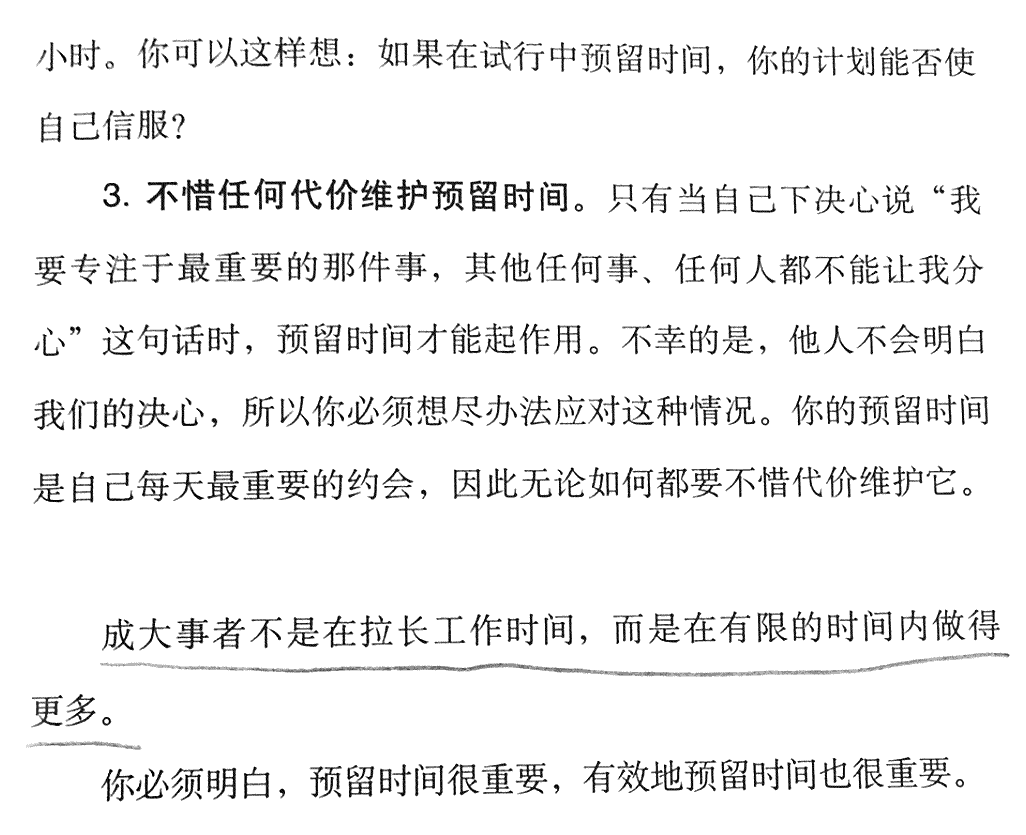 小时。你可以这样想：如果在试行中预留时间，你的计划能否使
自己信服？
3. 不惜任何代价维护预留时间。只有当自己下决心说“我
要专注于最重要的那件事，其他任何事、任何人都不能让我分
心”这句话时，预留时间才能起作用。不幸的是，他人不会明白
我们的决心，所以你必须想尽办法应对这种情况。你的预留时间
是自己每天最重要的约会，因此无论如何都要不惜代价维护它。
成大事者不是在拉长工作时间，而是在有限的时间内做得
更多。
你必须明白，预留时间很重要，有效地预留时间也很重要。